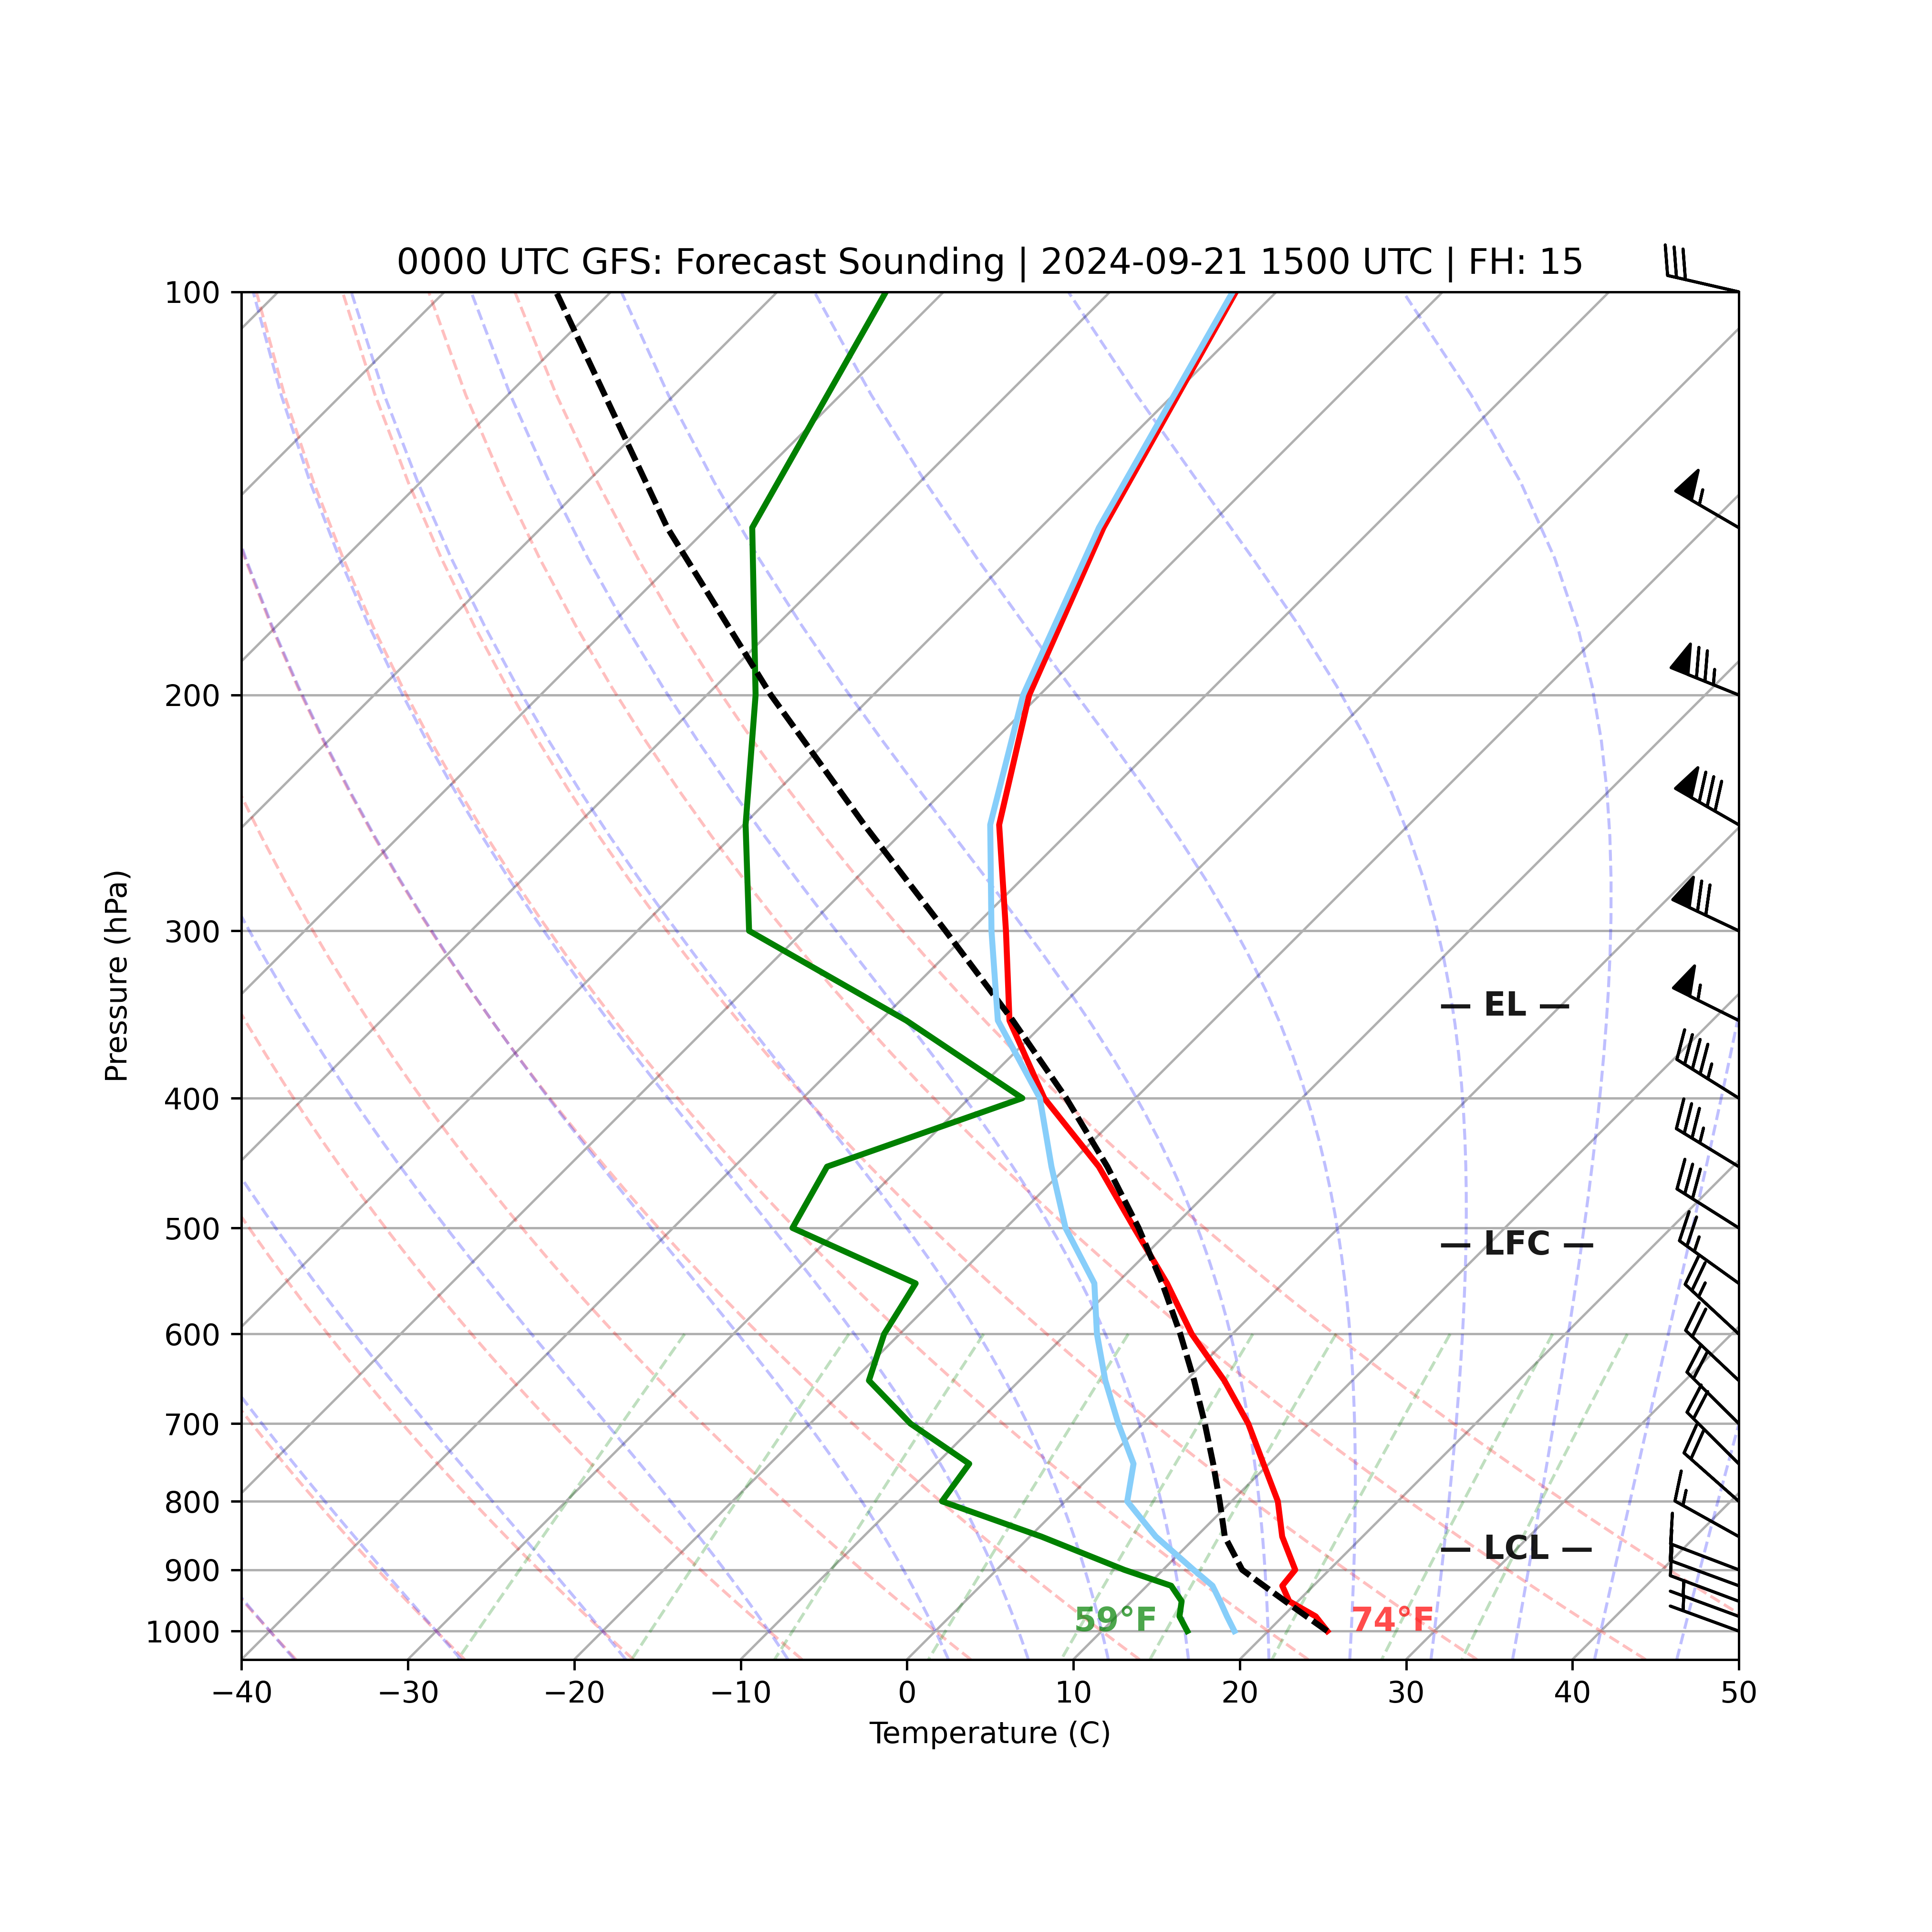 0000 UTC GFS: Forecast Sounding | 2024-09-21 1500 UTC | FH: 15
100
200
300
400
500
600
700
800
900
1000
Pressure (hPa)
— EL —
— LFC —
— LCL —
59°F
74°F
−40 −30 −20 −10 0 10 20 30 40 50
Temperature (C)